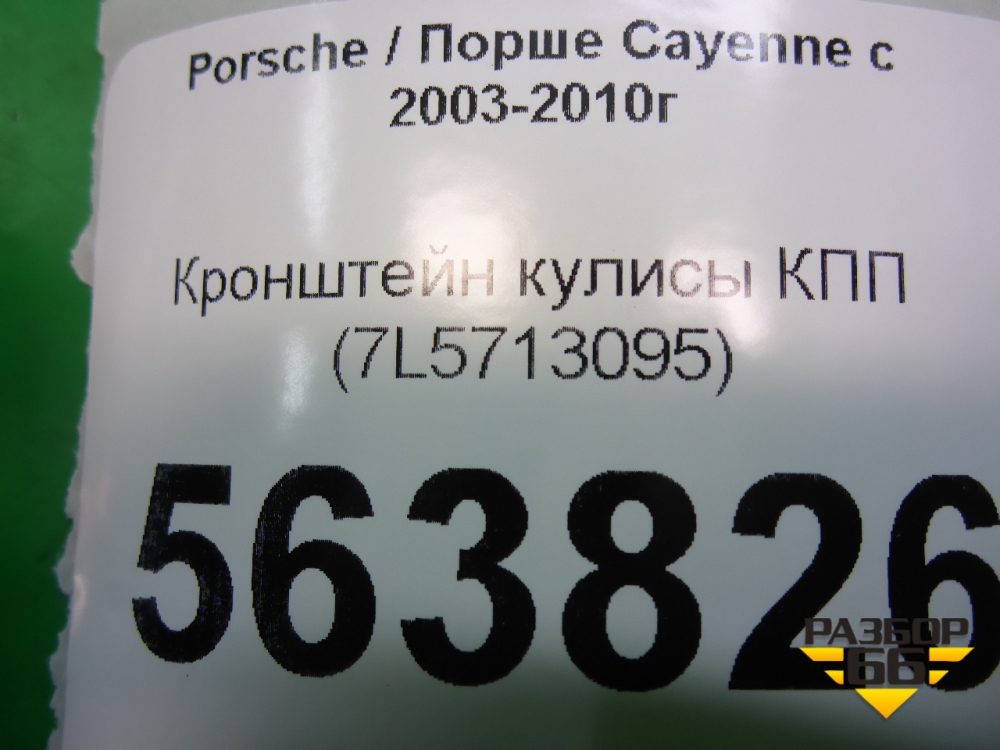 Porsche / Порше Cayenne с
2003-2010г
Кронштейн кулисы КПП
(7L5713095)
563826
РАЗБОР
66